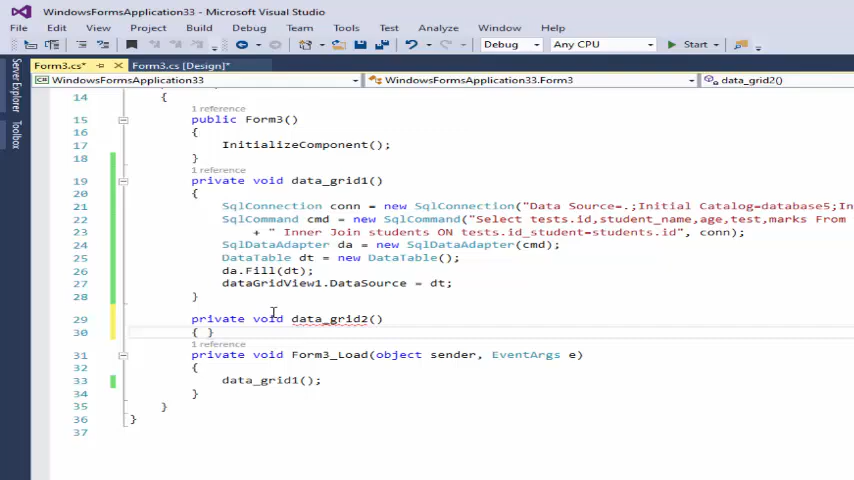 WindowsFormsApplication33 - Microsoft Visual Studio
File Edit View Project Build Debug Team Tools Test Analyze Window Help
Debug Any CPU Start
Form3.cs* Form3.cs [Design]*
WindowsFormsApplication33 WindowsFormsApplication33.Form3 data_grid2()
Server Explorer
Toolbox
14 {
1 reference
15 public Form3()
16 {
17 InitializeComponent();
18 }
1 reference
19 private void data_grid1()
20 {
21 SqlConnection conn = new SqlConnection("Data Source=.;Initial Catalog=database5;In
22 SqlCommand cmd = new SqlCommand("Select tests.id,student_name,age,test,marks From
23 + " Inner Join students ON tests.id_student=students.id", conn);
24 SqlDataAdapter da = new SqlDataAdapter(cmd);
25 DataTable dt = new DataTable();
26 da.Fill(dt);
27 dataGridView1.DataSource = dt;
28 }
29 private void data_grid2()
30 { }
1 reference
31 private void Form3_Load(object sender, EventArgs e)
32 {
33 data_grid1();
34 }
35 }
36 }
37